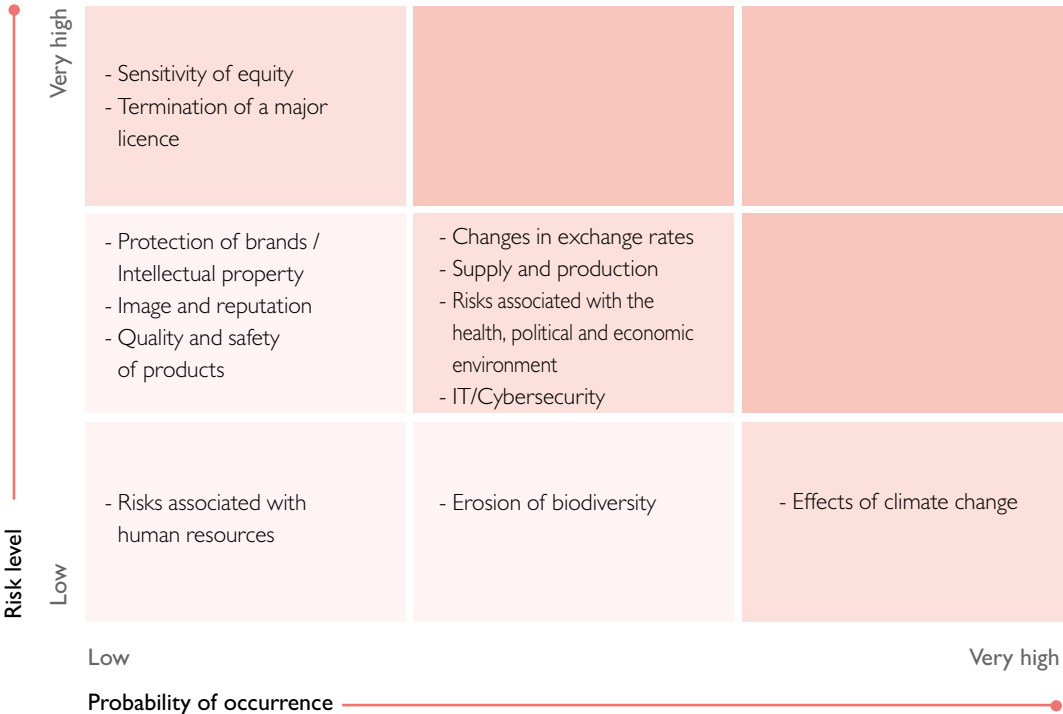 Very high
- Sensitivity of equity
- Termination of a major
licence
- Protection of brands /
Intellectual property
- Image and reputation
- Quality and safety
of products
- Changes in exchange rates
- Supply and production
- Risks associated with the
health, political and economic
environment
- IT/Cybersecurity
- Risks associated with
human resources
- Erosion of biodiversity
- Effects of climate change
Risk level
Low
Low
Very high
Probability of occurrence